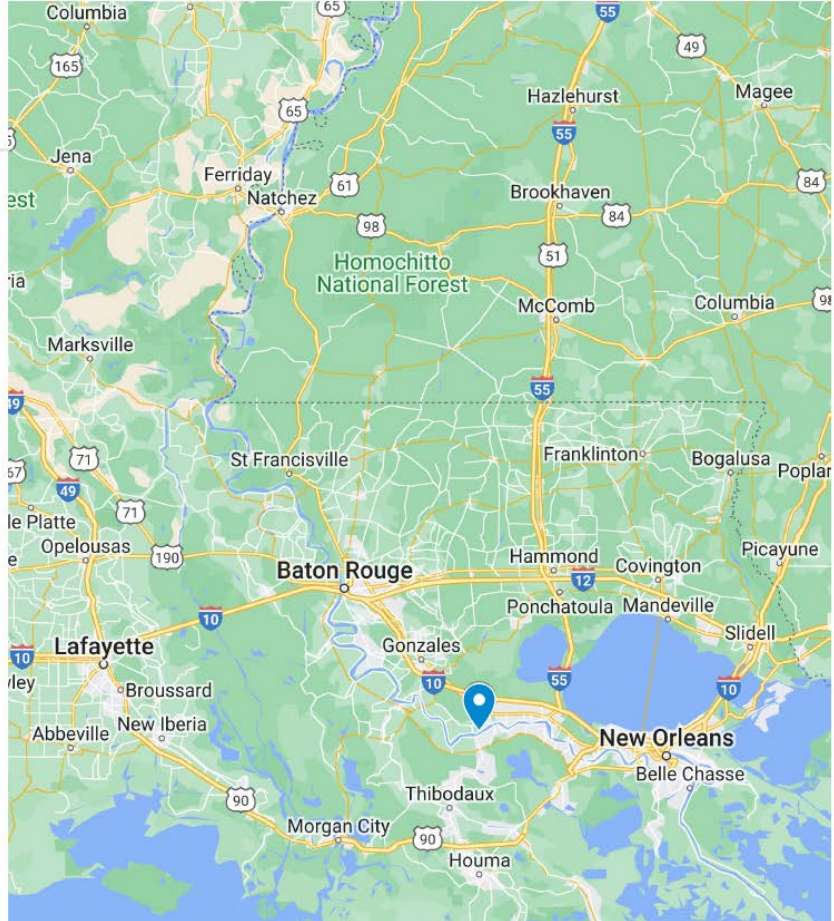 Columbia
65
165
49
Hazlehurst
Magee
65
55
55
Jena
Ferriday
Natchez
61
84
Brookhaven
84
98
51
Homochitto
National Forest
McComb
Columbia
98
Marksville
55
49
71
St Francisville
Franklinton
Bogalusa
67
49
71
Opelousas
190
Picayune
Hammond
Baton Rouge
12
Covington
Ponchatoula
Mandeville
10
Slidell
Lafayette
Gonzales
10
10
55
10
Broussard
New Iberia
Abbeville
New Orleans
Belle Chasse
90
Thibodaux
Morgan City
90
Houma